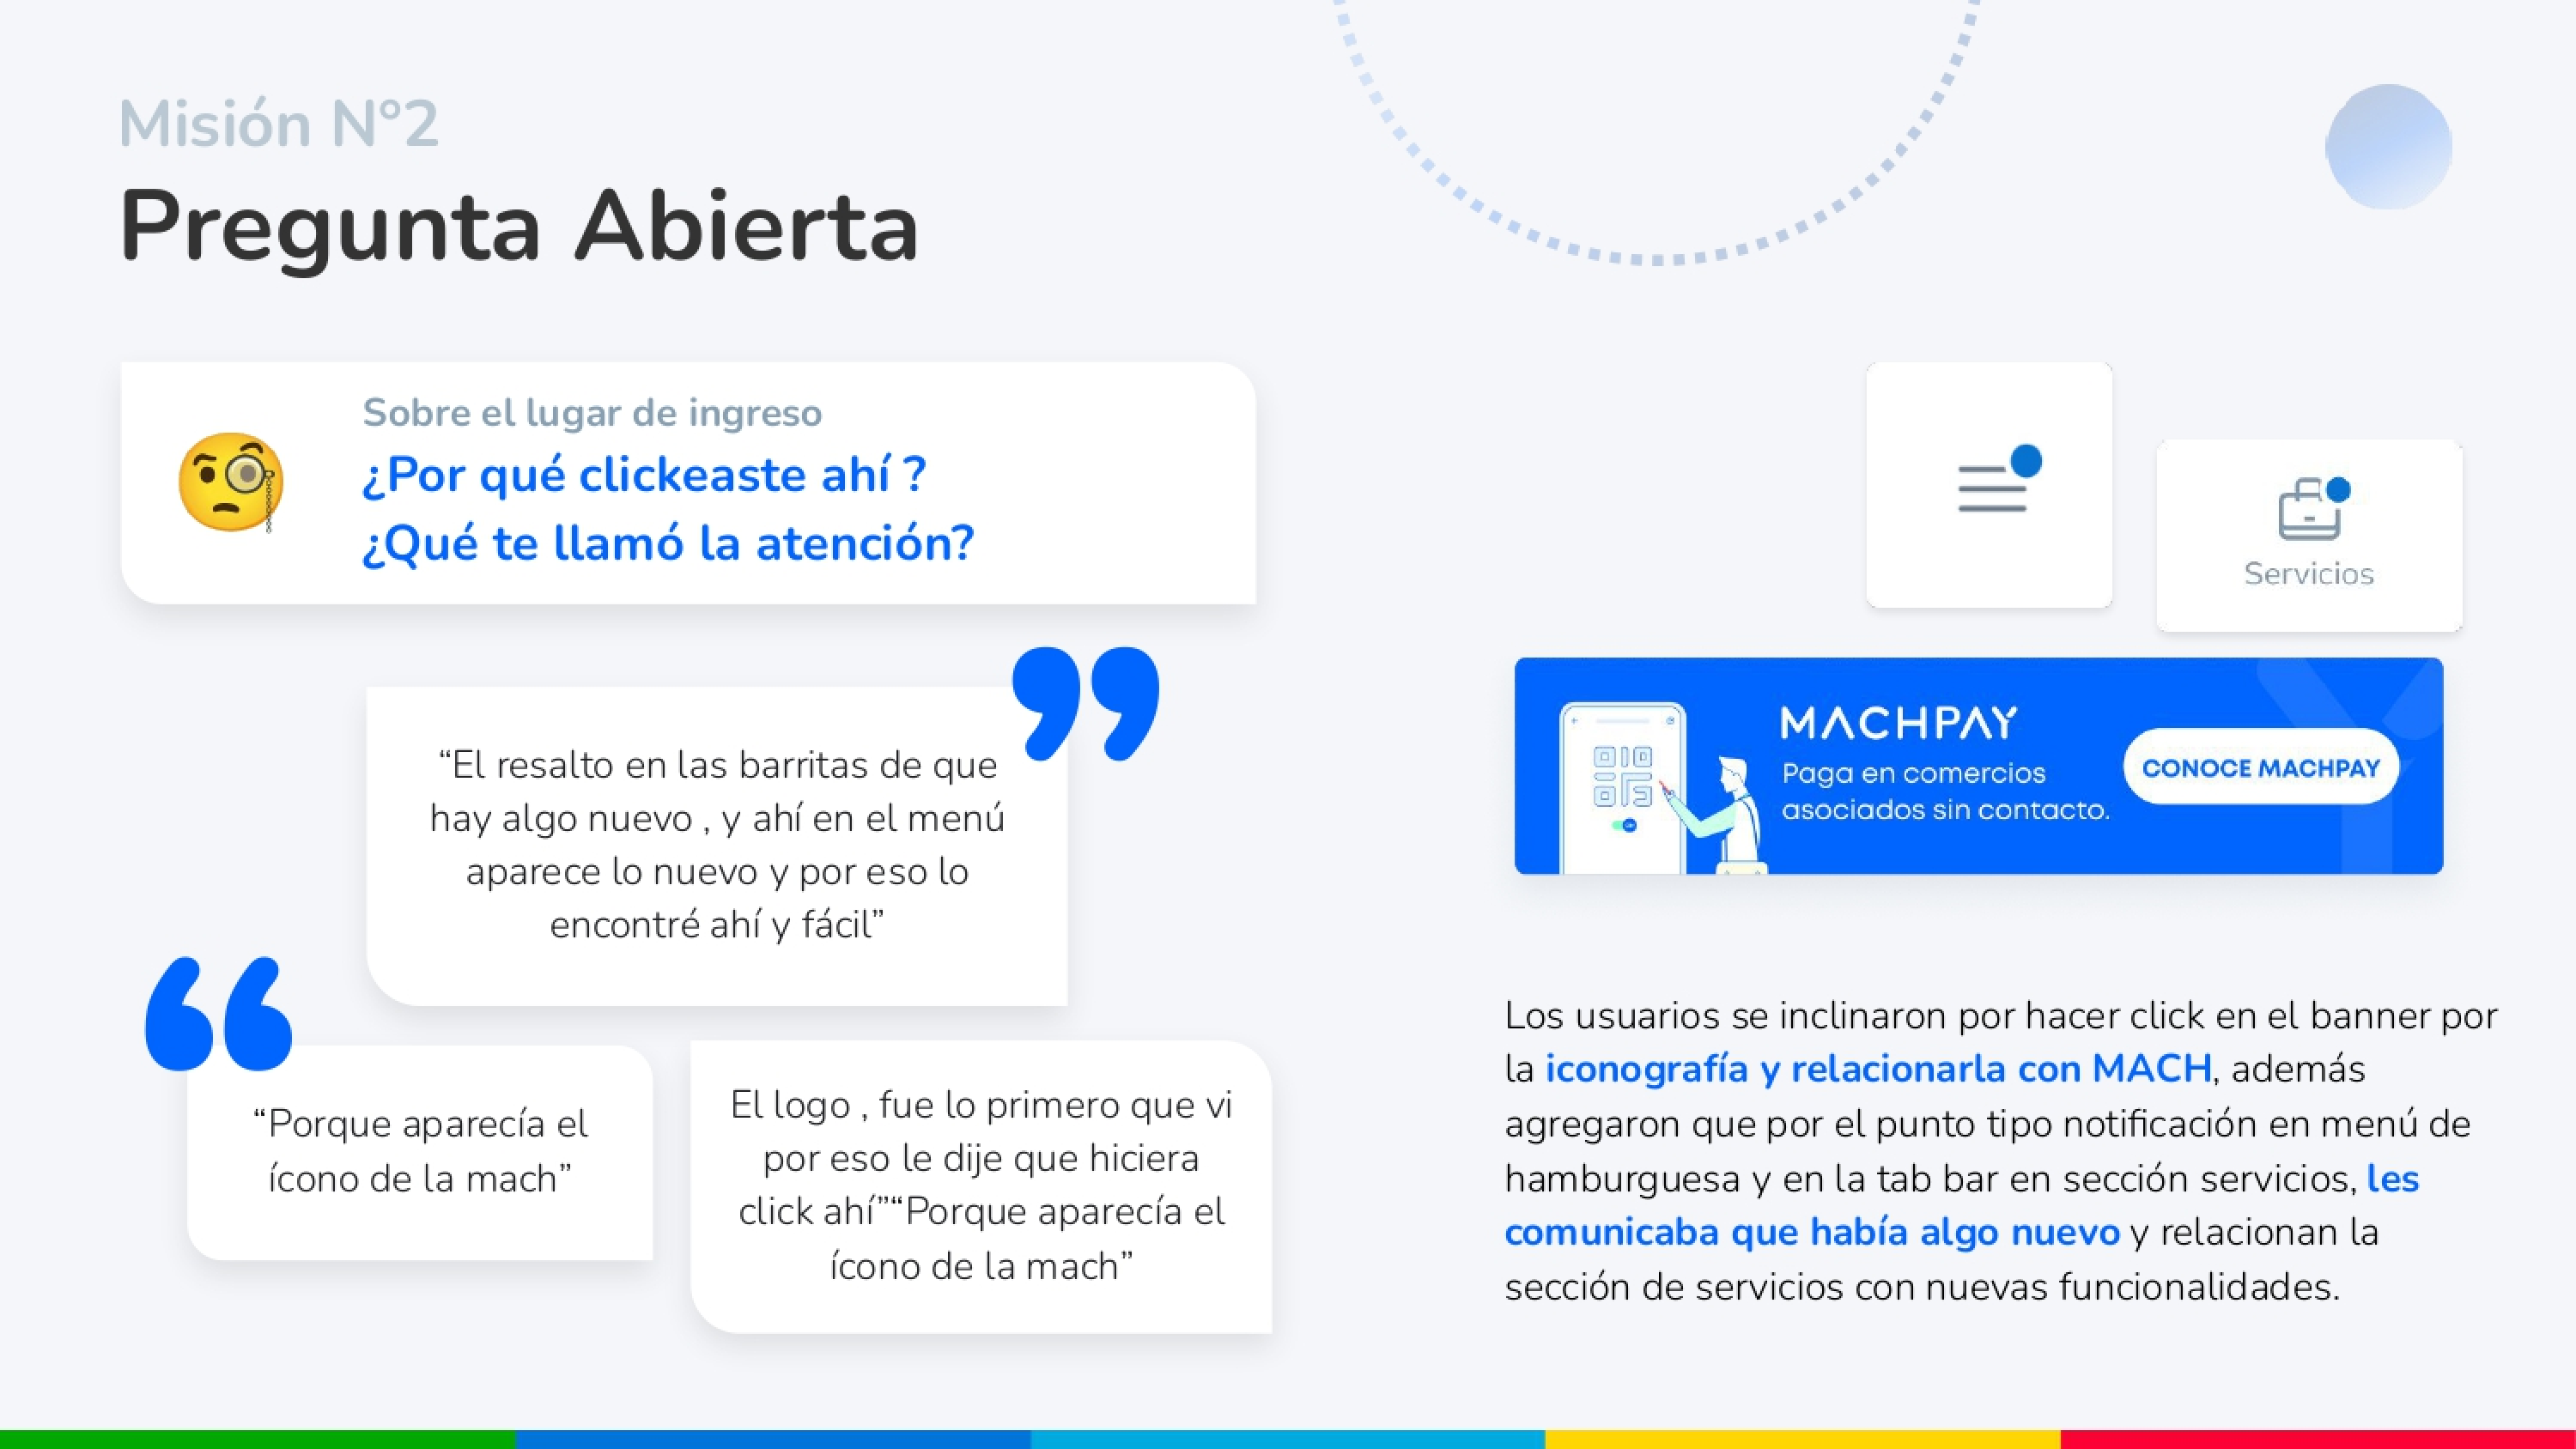 Misión N°2
Pregunta Abierta
Sobre el lugar de ingreso
¿Por qué clickeaste ahí ?
¿Qué te llamó la atención?
“El resalto en las barritas de que
hay algo nuevo , y ahí en el menú
aparece lo nuevo y por eso lo
encontré ahí y fácil”
“Porque aparecía el
ícono de la mach”
El logo , fue lo primero que vi
por eso le dije que hiciera
click ahí”“Porque aparecía el
ícono de la mach”
Servicios
MACHPAY
Paga en comercios
asociados sin contacto.
CONOCE MACHPAY
Los usuarios se inclinaron por hacer click en el banner por
la iconografía y relacionarla con MACH, además
agregaron que por el punto tipo notificación en menú de
hamburguesa y en la tab bar en sección servicios, les
comunicaba que había algo nuevo y relacionan la
sección de servicios con nuevas funcionalidades.